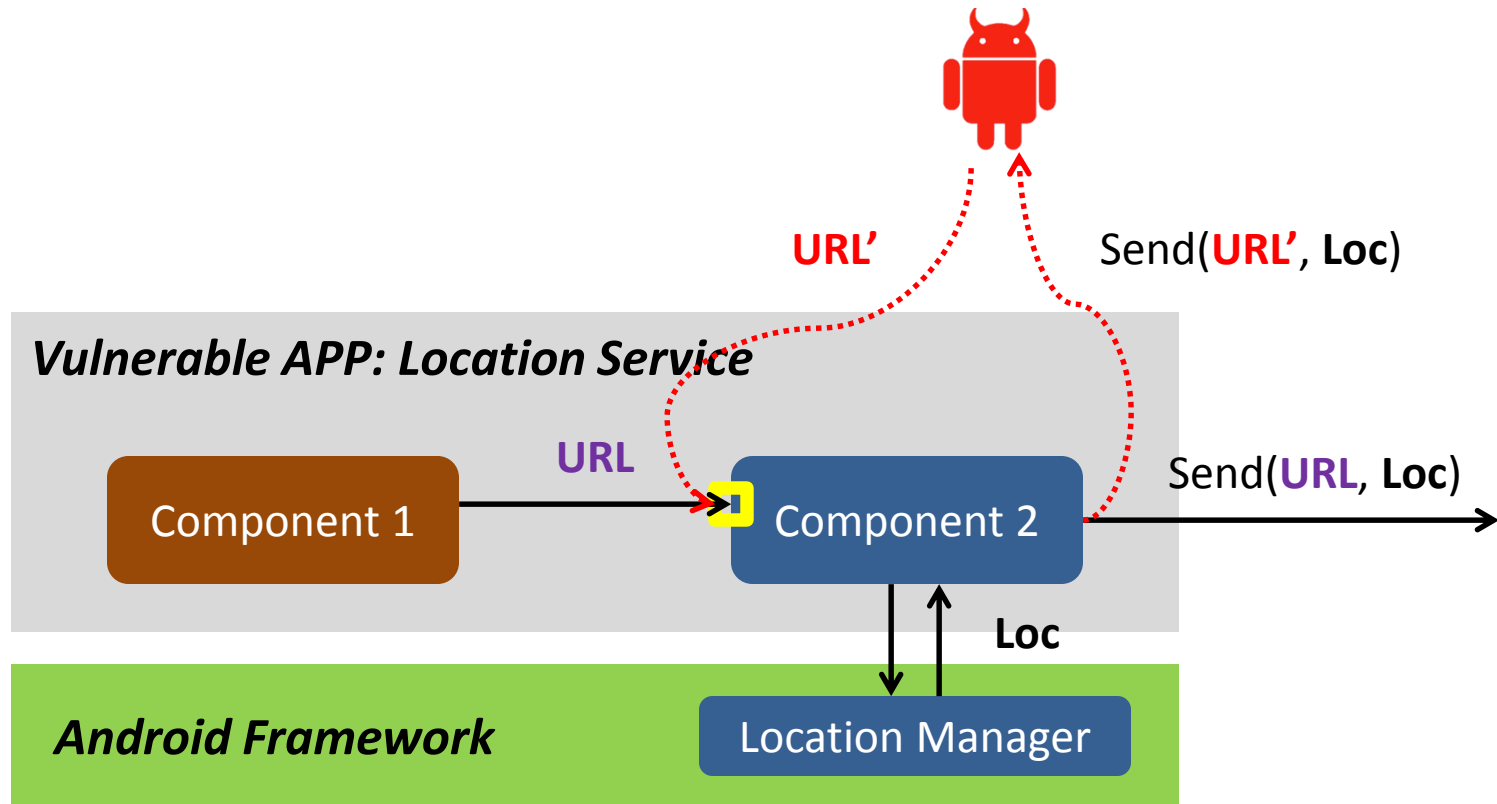 URL’
Send(URL’, Loc)
Vulnerable APP: Location Service
URL
Send(URL, Loc)
Component 1
Component 2
Loc
Android Framework
Location Manager